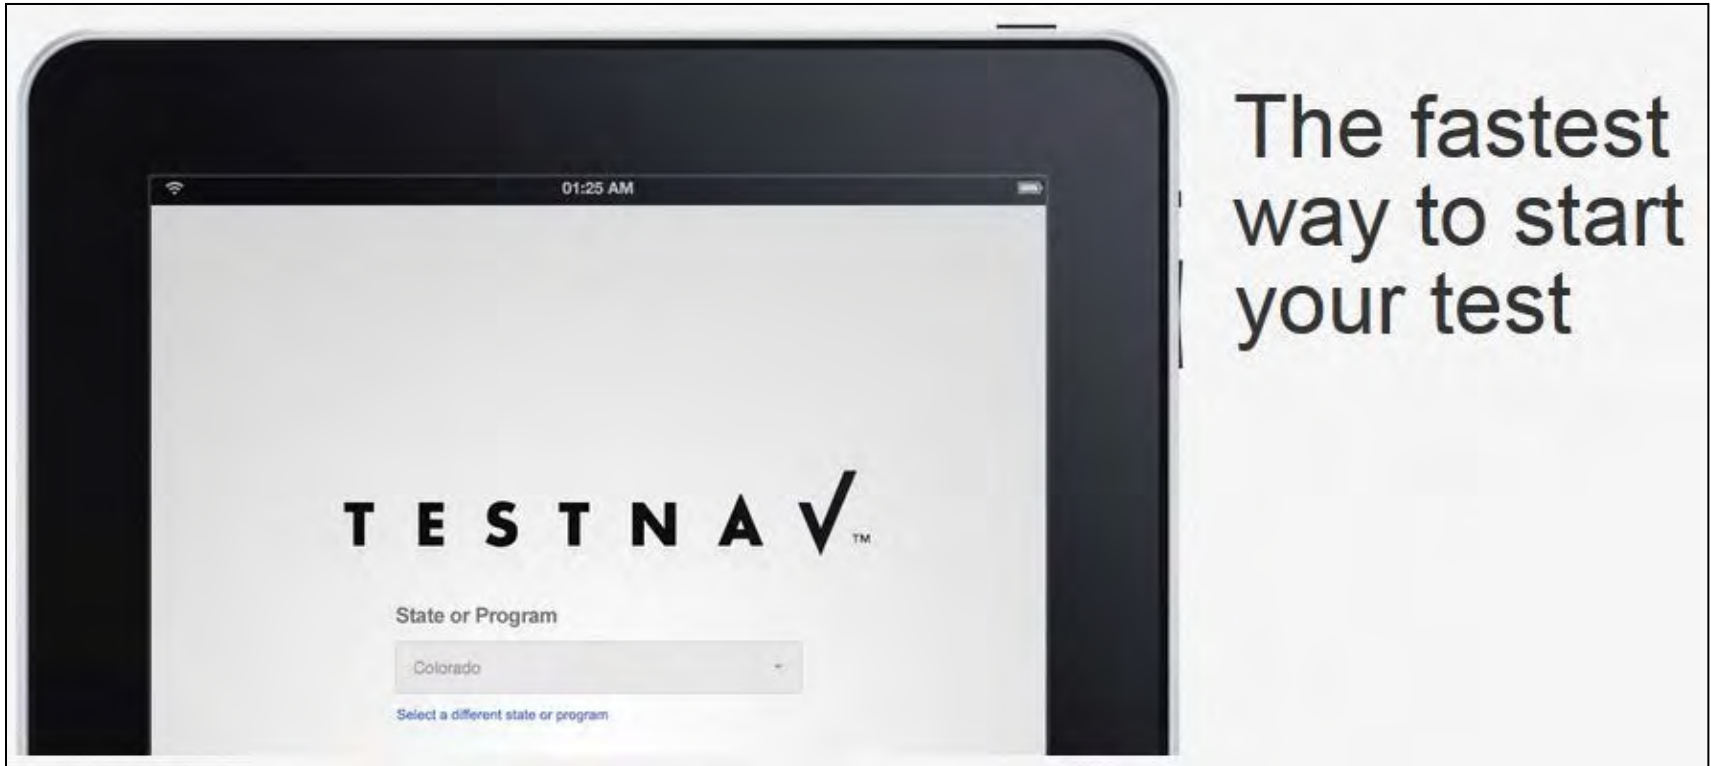 01:25 AM
TESTNAV™
State or Program
Colorado
Select a different state or program
The fastest
way to start
your test